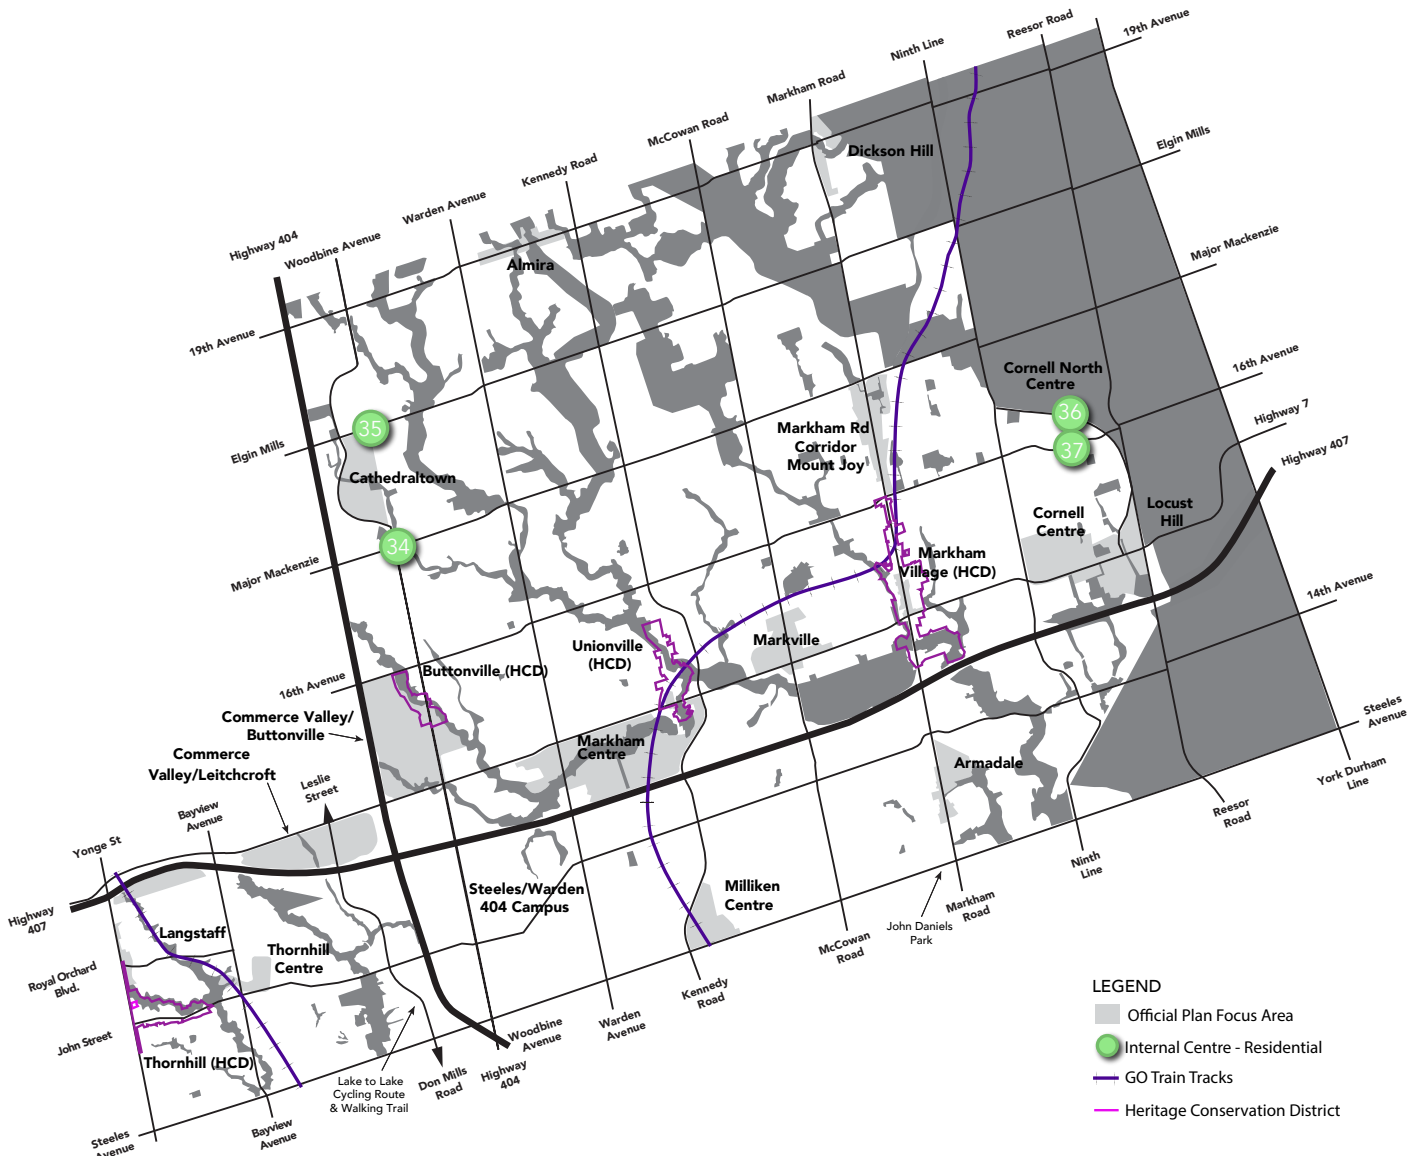 19th Avenue
Reesor Road
Ninth Line
Markham Road
McCowan Road
Kennedy Road
Warden Avenue
Highway 404
Woodbine Avenue
Elgin Mills
Dickson Hill
Major Mackenzie
Almira
19th Avenue
16th Avenue
Highway 7
Highway 407
Cornell North
Centre
36
37
35
Elgin Mills
Cathedraltown
Markham Rd
Corridor
Mount Joy
Locust
Hill
Cornell
Centre
34
Major Mackenzie
Markham
Village (HCD)
14th Avenue
Markville
Unionville
(HCD)
Buttonville (HCD)
16th Avenue
Commerce Valley/
Buttonville
Steeles
Avenue
Markham
Centre
Commerce
Valley/Leitchcroft
Armadale
York Durham
Line
Leslie
Street
Bayview
Avenue
Reesor
Road
Yonge St
Ninth
Line
Steeles/Warden
404 Campus
Milliken
Centre
Markham
Road
John Daniels
Park
Highway
407
McCowan
Road
Langstaff
Thornhill
Centre
Royal Orchard
Blvd.
Kennedy
Road
Warden
Avenue
Woodbine
Avenue
John Street
Thornhill (HCD)
Highway
404
Don Mills
Road
Lake to Lake
Cycling Route
& Walking Trail
Bayview
Avenue
Steeles
Avenue
LEGEND
Official Plan Focus Area
Internal Centre - Residential
GO Train Tracks
Heritage Conservation District